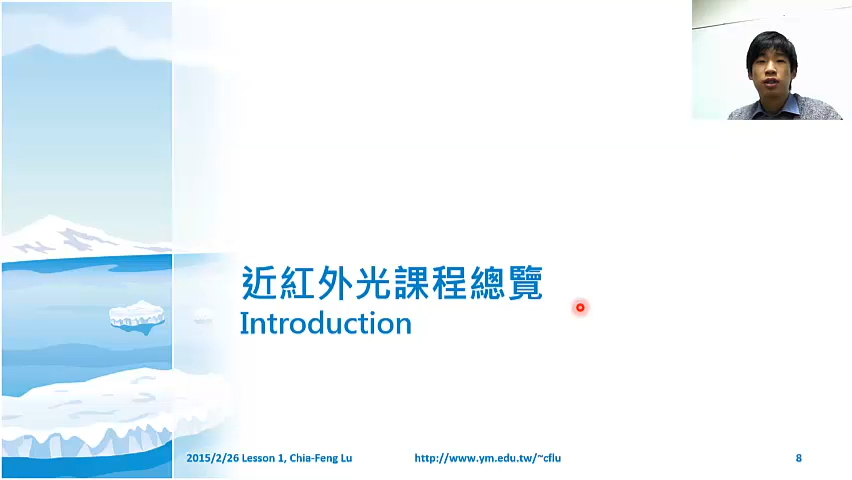 近紅外光課程總覽
Introduction
2015/2/26 Lesson 1, Chia-Feng Lu http://www.ym.edu.tw/~cflu 8